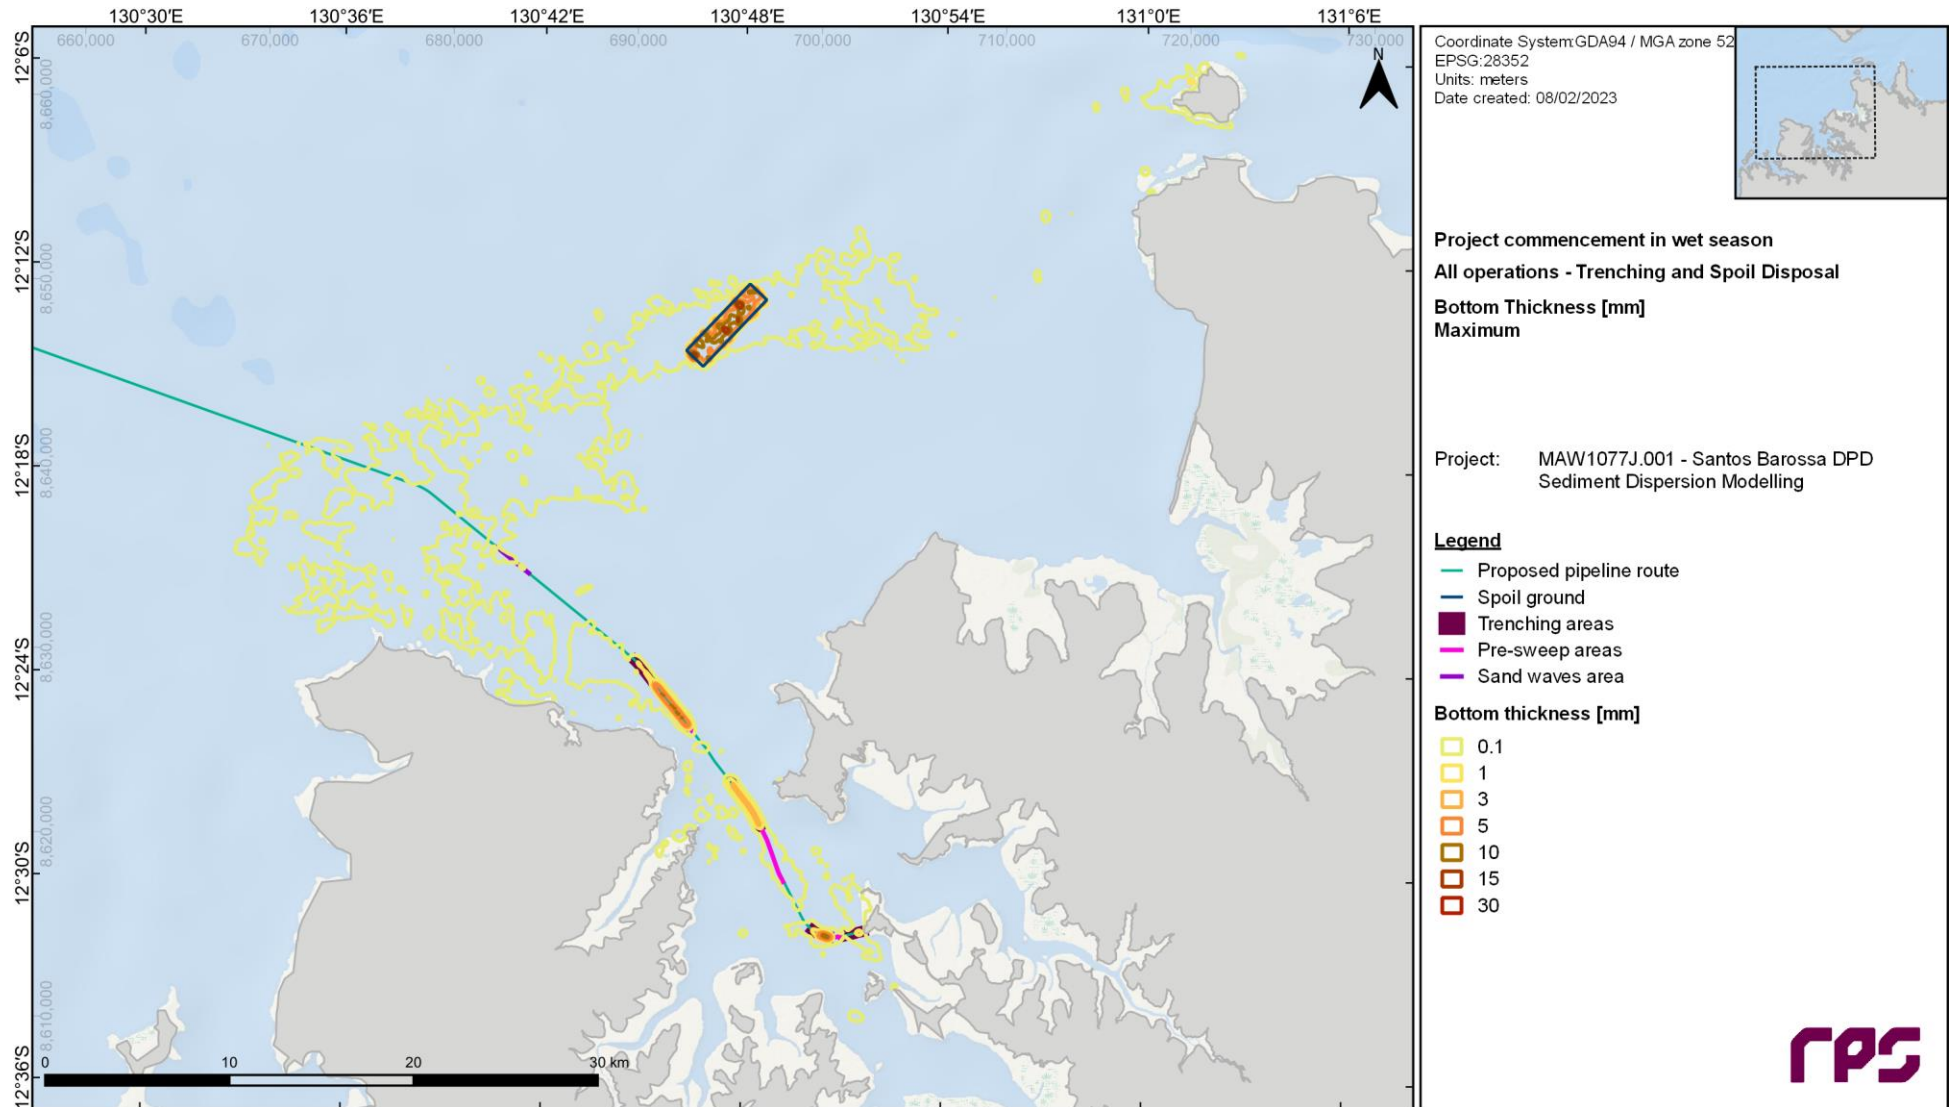 130°30'E 130°36'E 130°42'E 130°48'E 130°54'E 131°0'E 131°6'E
660,000 670,000 680,000 690,000 700,000 710,000 720,000 730,000
12°6'S
8,660,000
12°12'S
8,650,000
12°18'S
8,640,000
12°24'S
8,630,000
12°30'S
8,620,000
12°36'S
8,610,000
N
0 10 20 30 km
Coordinate System:GDA94 / MGA zone 52
EPSG:28352
Units: meters
Date created: 08/02/2023
Project commencement in wet season
All operations - Trenching and Spoil Disposal
Bottom Thickness [mm]
Maximum
Project: MAW1077J.001 - Santos Barossa DPD
Sediment Dispersion Modelling
Legend
Proposed pipeline route
Spoil ground
Trenching areas
Pre-sweep areas
Sand waves area
Bottom thickness [mm]
0.1
1
3
5
10
15
30
rps